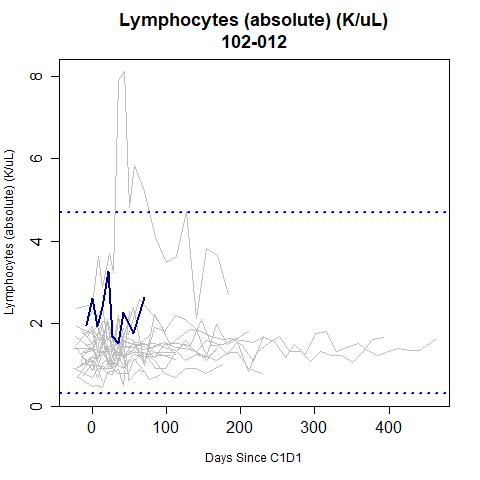 Lymphocytes (absolute) (K/uL)
102-012
Lymphocytes (absolute) (K/uL)
8
6
4
2
0
0 100 200 300 400
Days Since C1D1